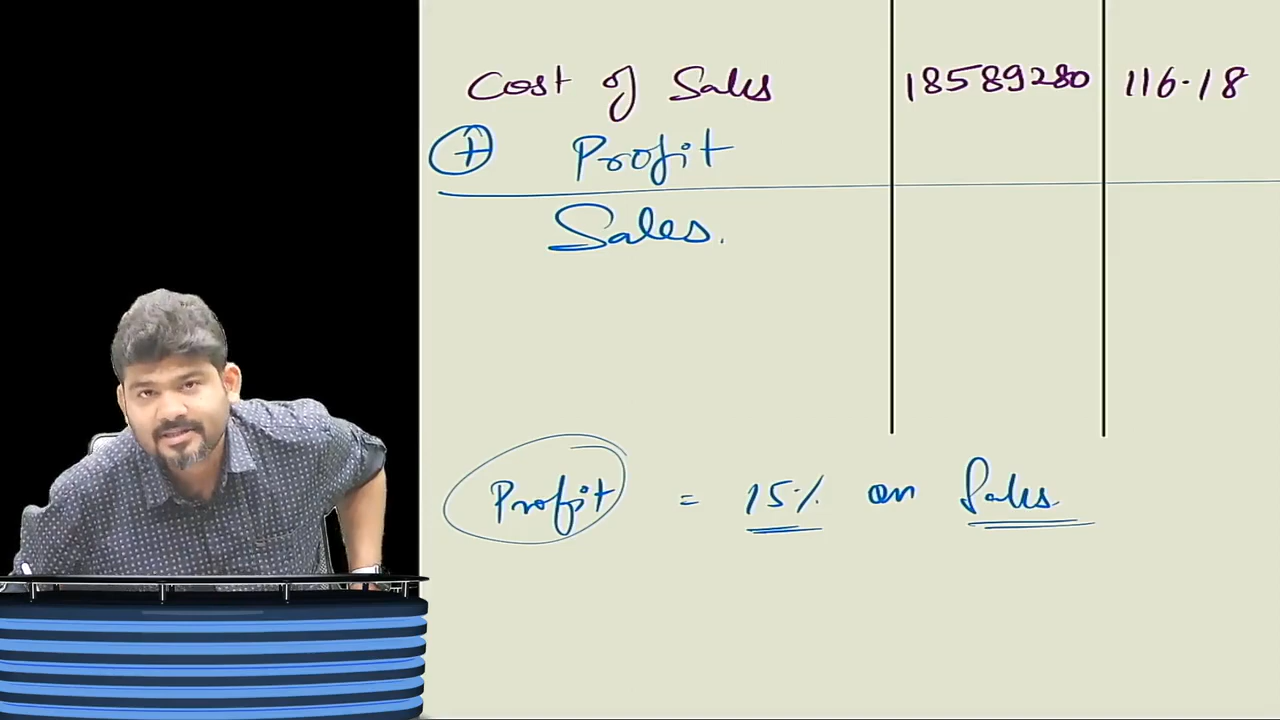 Cost of Sales 18589280 116.18
+ Profit
Sales.
Profit = 15% on Sales